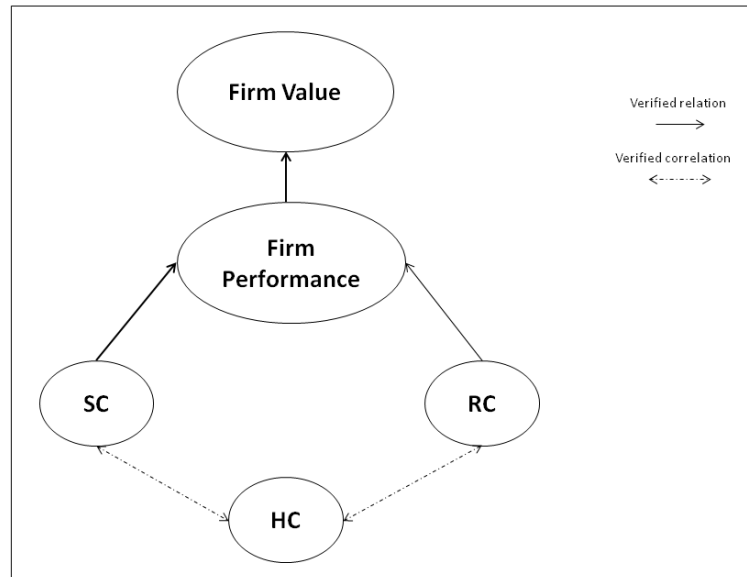 Firm Value
Verified relation
Verified correlation
Firm
Performance
SC
RC
HC